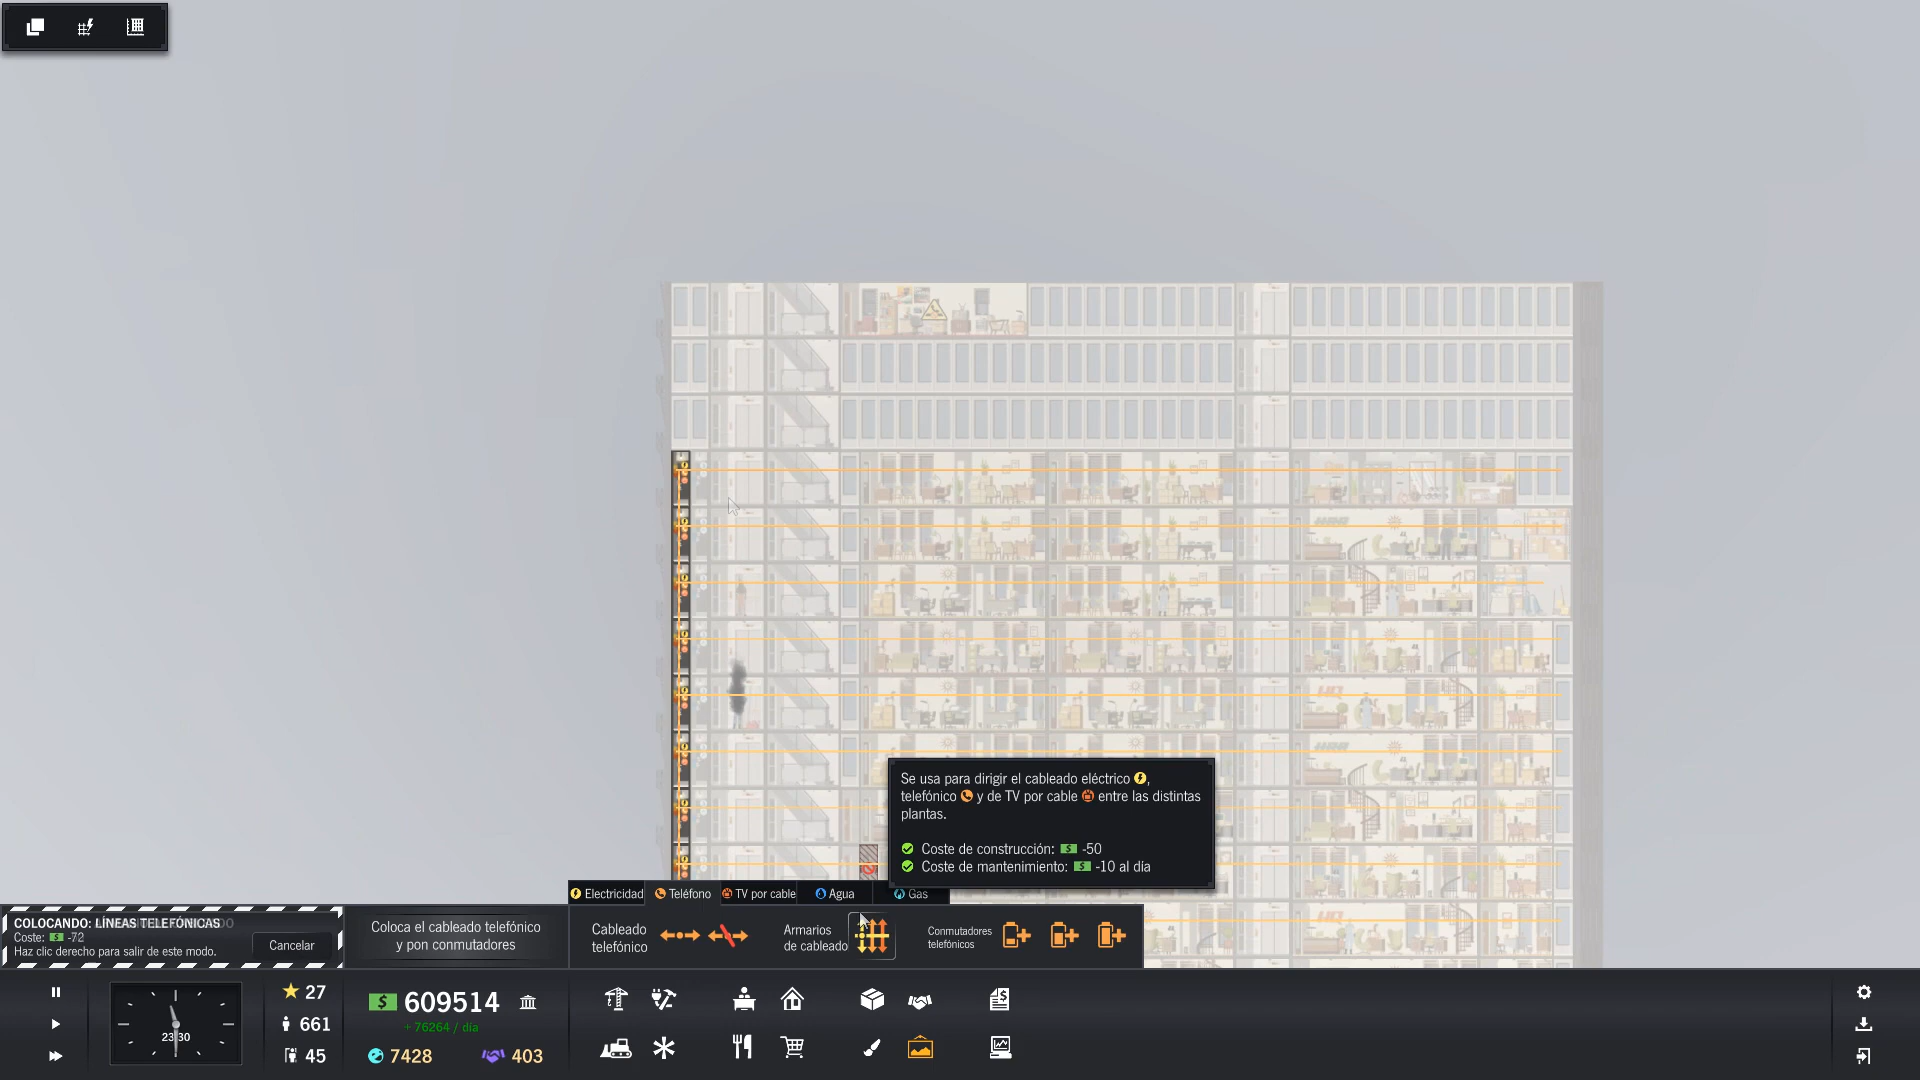 Se usa para dirigir el cableado eléctrico ,
telefónico y de TV por cable entre las distintas
plantas.
Coste de construcción: $ -50
Coste de mantenimiento: $ -10 al día
Electricidad
Teléfono
TV por cable
Agua
Gas
COLOCANDO: LÍNEAS TELEFÓNICAS
Coste: $ -72
Haz clic derecho para salir de este modo.
Cancelar
Coloca el cableado telefónico
y pon conmutadores
Cableado
telefónico
Armarios
de cableado
Conmutadores
telefónicos
23:30
27
661
45
$ 609514
+ 76264 / día
7428
403